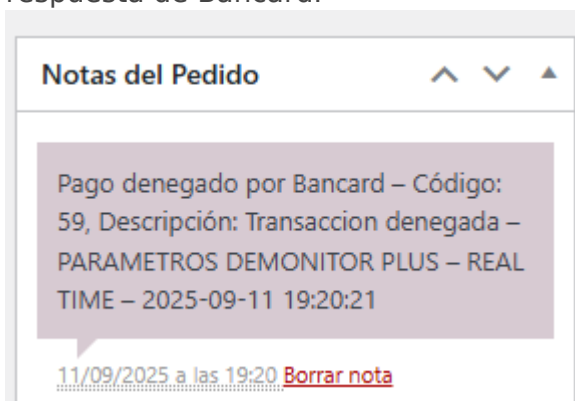 respuesta de Bancard.
Notas del Pedido
Pago denegado por Bancard – Código:
59, Descripción: Transaccion denegada –
PARAMETROS DEMONITOR PLUS – REAL
TIME – 2025-09-11 19:20:21
11/09/2025 a las 19:20 Borrar nota